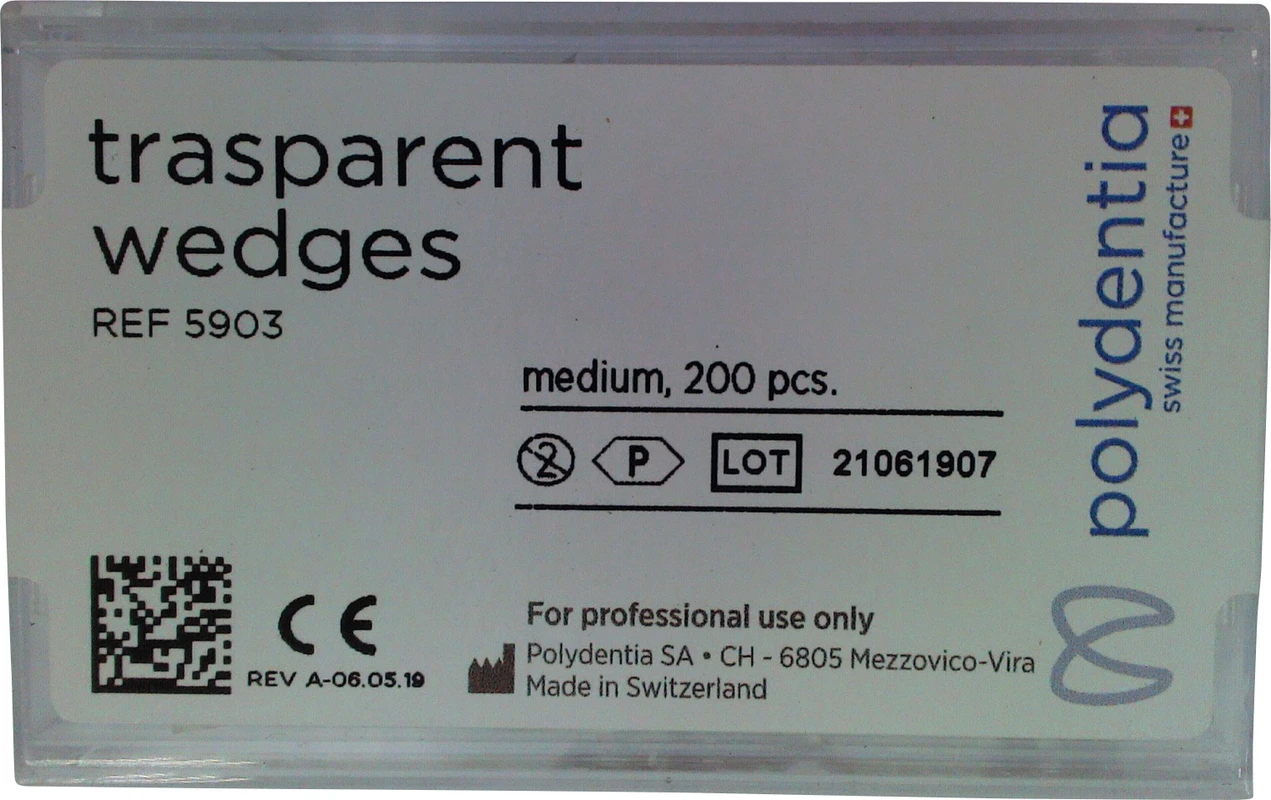 trasparent
wedges
REF 5903
medium, 200 pcs.
2 P LOT 21061907
CE
REV A-06.05.19
For professional use only
Polydentia SA • CH - 6805 Mezzovico-Vira
Made in Switzerland
polydentia
swiss manufacture